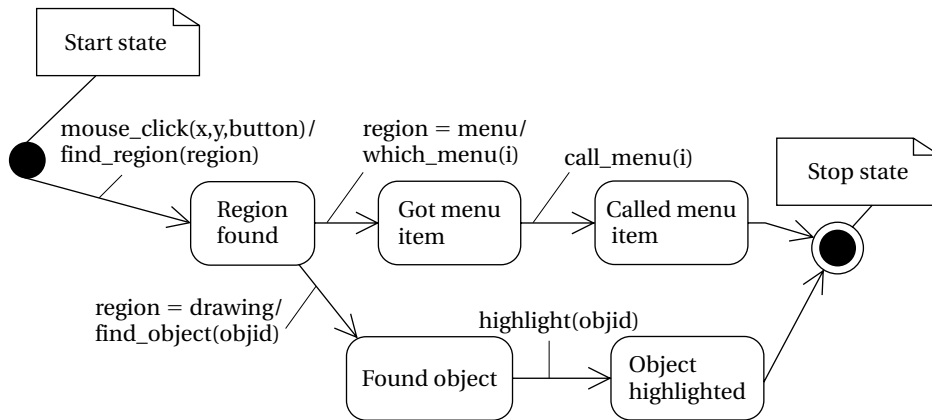 Start state
mouse_click(x,y,button)/
find_region(region)
region = menu/
which_menu(i)
call_menu(i)
Stop state
Region
found
Got menu
item
Called menu
item
region = drawing/
find_object(objid)
highlight(objid)
Found object
Object
highlighted